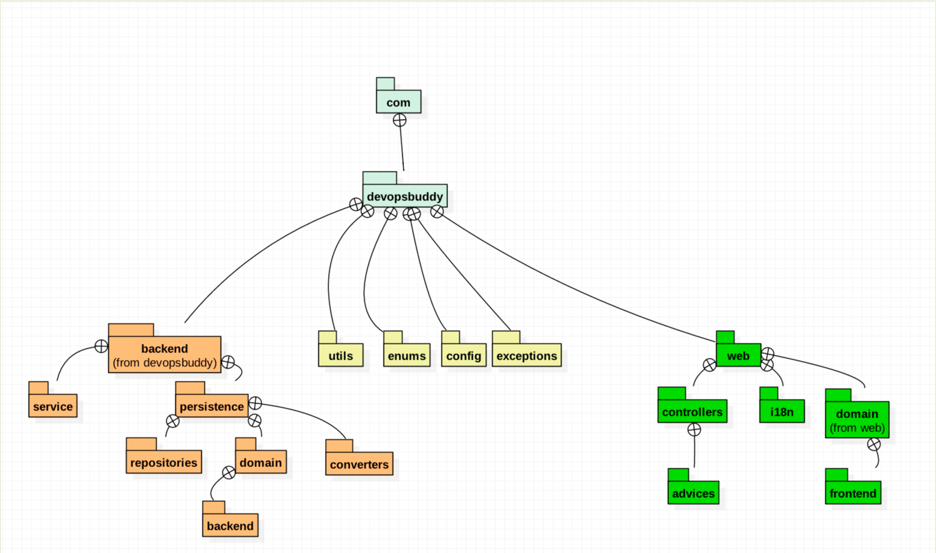 com
devopsbuddy
backend
(from devopsbuddy)
utils
enums
config
exceptions
web
service
persistence
controllers
i18n
domain
(from web)
repositories
domain
converters
advices
frontend
backend